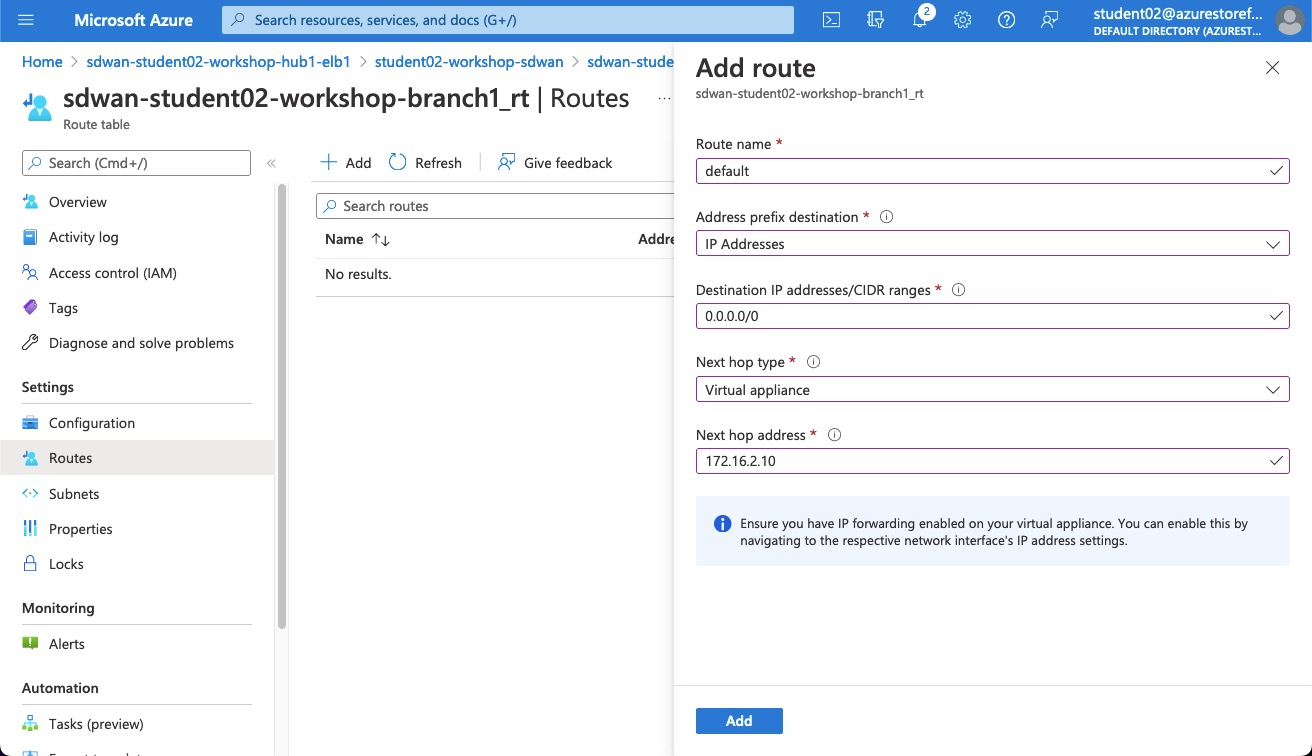 Microsoft Azure
Search resources, services, and docs (G+/)
2
student02@azurestoref...
DEFAULT DIRECTORY (AZUREST...
Home > sdwan-student02-workshop-hub1-elb1 > student02-workshop-sdwan > sdwan-stude
sdwan-student02-workshop-branch1_rt | Routes ...
Route table
Search (Cmd+/)
«
Overview
Activity log
Access control (IAM)
Tags
Diagnose and solve problems
Settings
Configuration
Routes
Subnets
Properties
Locks
Monitoring
Alerts
Automation
Tasks (preview)
Add
Refresh
Give feedback
Search routes
Name ↑↓ Addre
No results.
Add route
sdwan-student02-workshop-branch1_rt
Route name *
default
Address prefix destination *
IP Addresses
Destination IP addresses/CIDR ranges *
0.0.0.0/0
Next hop type *
Virtual appliance
Next hop address *
172.16.2.10
Ensure you have IP forwarding enabled on your virtual appliance. You can enable this by
navigating to the respective network interface's IP address settings.
Add